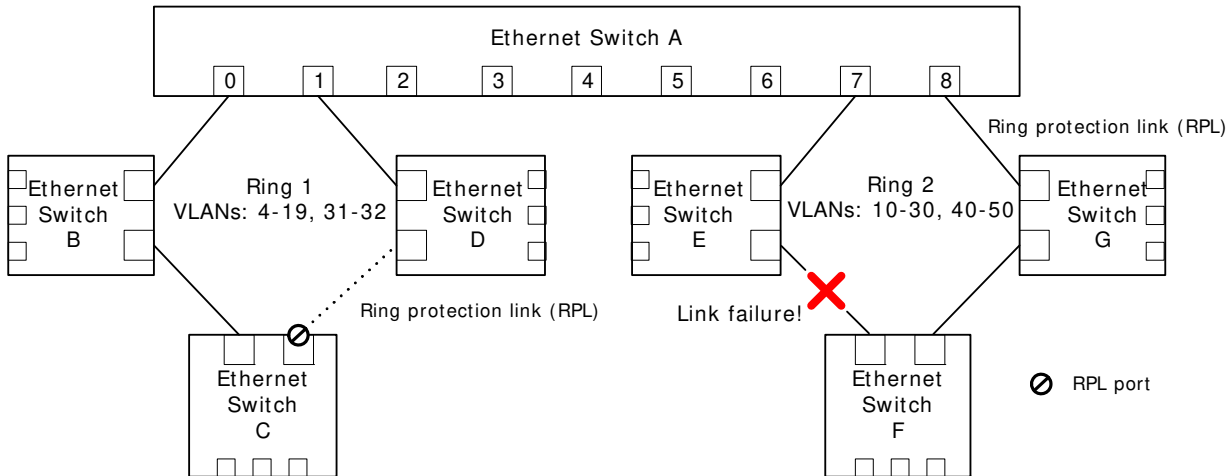 Ethernet Switch A
0 1 2 3 4 5 6 7 8
Ring protection link (RPL)
Ethernet
Switch
B
Ring 1
VLANs: 4-19, 31-32
Ethernet
Switch
D
Ethernet
Switch
E
Ring 2
VLANs: 10-30, 40-50
Ethernet
Switch
G
Ring protection link (RPL)
Link failure!
Ethernet
Switch
C
Ethernet
Switch
F
RPL port